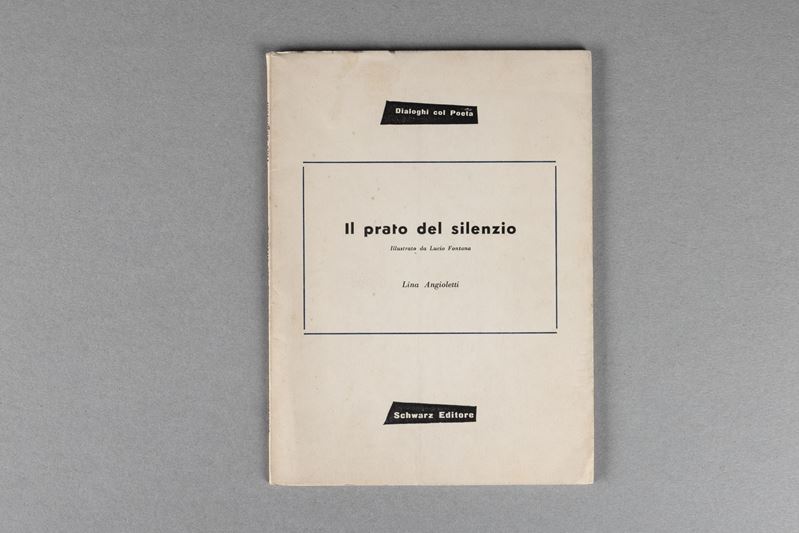 Dialoghi col Poeta
Il prato del silenzio
Illustrato da Lucio Fontana
Lina Angioletti
Schwarz Editore